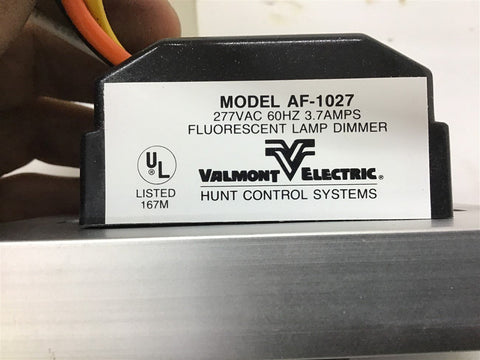 MODEL AF-1027
277VAC 60HZ 3.7AMPS
FLUORESCENT LAMP DIMMER
UL ®
LISTED
167M
VALMONT ELECTRIC®
HUNT CONTROL SYSTEMS